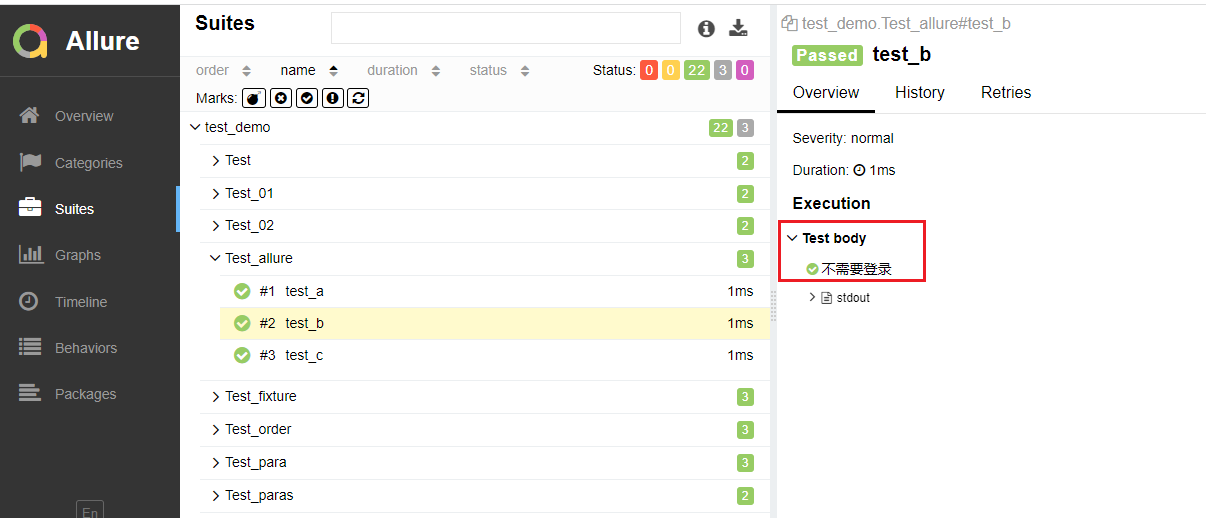 Allure
Overview
Categories
Suites
Graphs
Timeline
Behaviors
Packages
En
Suites
order name duration status Status: 0 0 22 3 0
Marks:
test_demo 22 3
Test 2
Test_01 2
Test_02 2
Test_allure 3
#1 test_a 1ms
#2 test_b 1ms
#3 test_c 1ms
Test_fixture 3
Test_order 3
Test_para 3
Test_paras 2
test_demo.Test_allure#test_b
Passed test_b
Overview History Retries
Severity: normal
Duration: 1ms
Execution
Test body
不需要登录
stdout